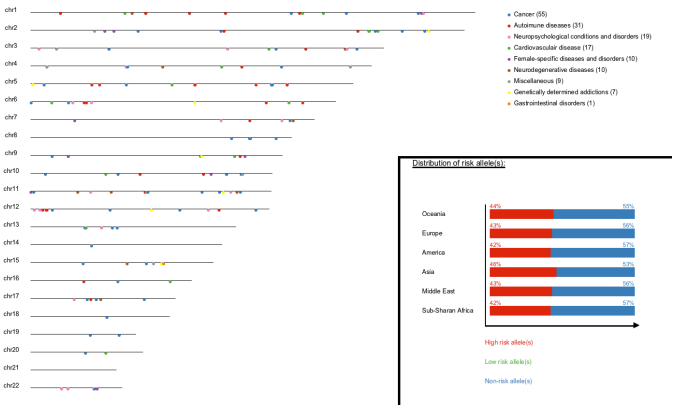 chr1
chr2
chr3
chr4
chr5
chr6
chr7
chr8
chr9
chr10
chr11
chr12
chr13
chr14
chr15
chr16
chr17
chr18
chr19
chr20
chr21
chr22
Cancer (55)
Autoimune diseases (31)
Neuropsychological conditions and disorders (19)
Cardiovasculair disease (17)
Female-specific diseases and disorders (10)
Neurodegenerative diseases (10)
Miscellaneous (9)
Genetically determined addictions (7)
Gastrointestinal disorders (1)
Distribution of risk allele(s):
44% 55%
Oceania
43% 56%
Europe
42% 57%
America
46% 53%
Asia
43% 56%
Middle East
42% 57%
Sub-Sharan Africa
High risk allele(s)
Low risk allele(s)
Non-risk allele(s)